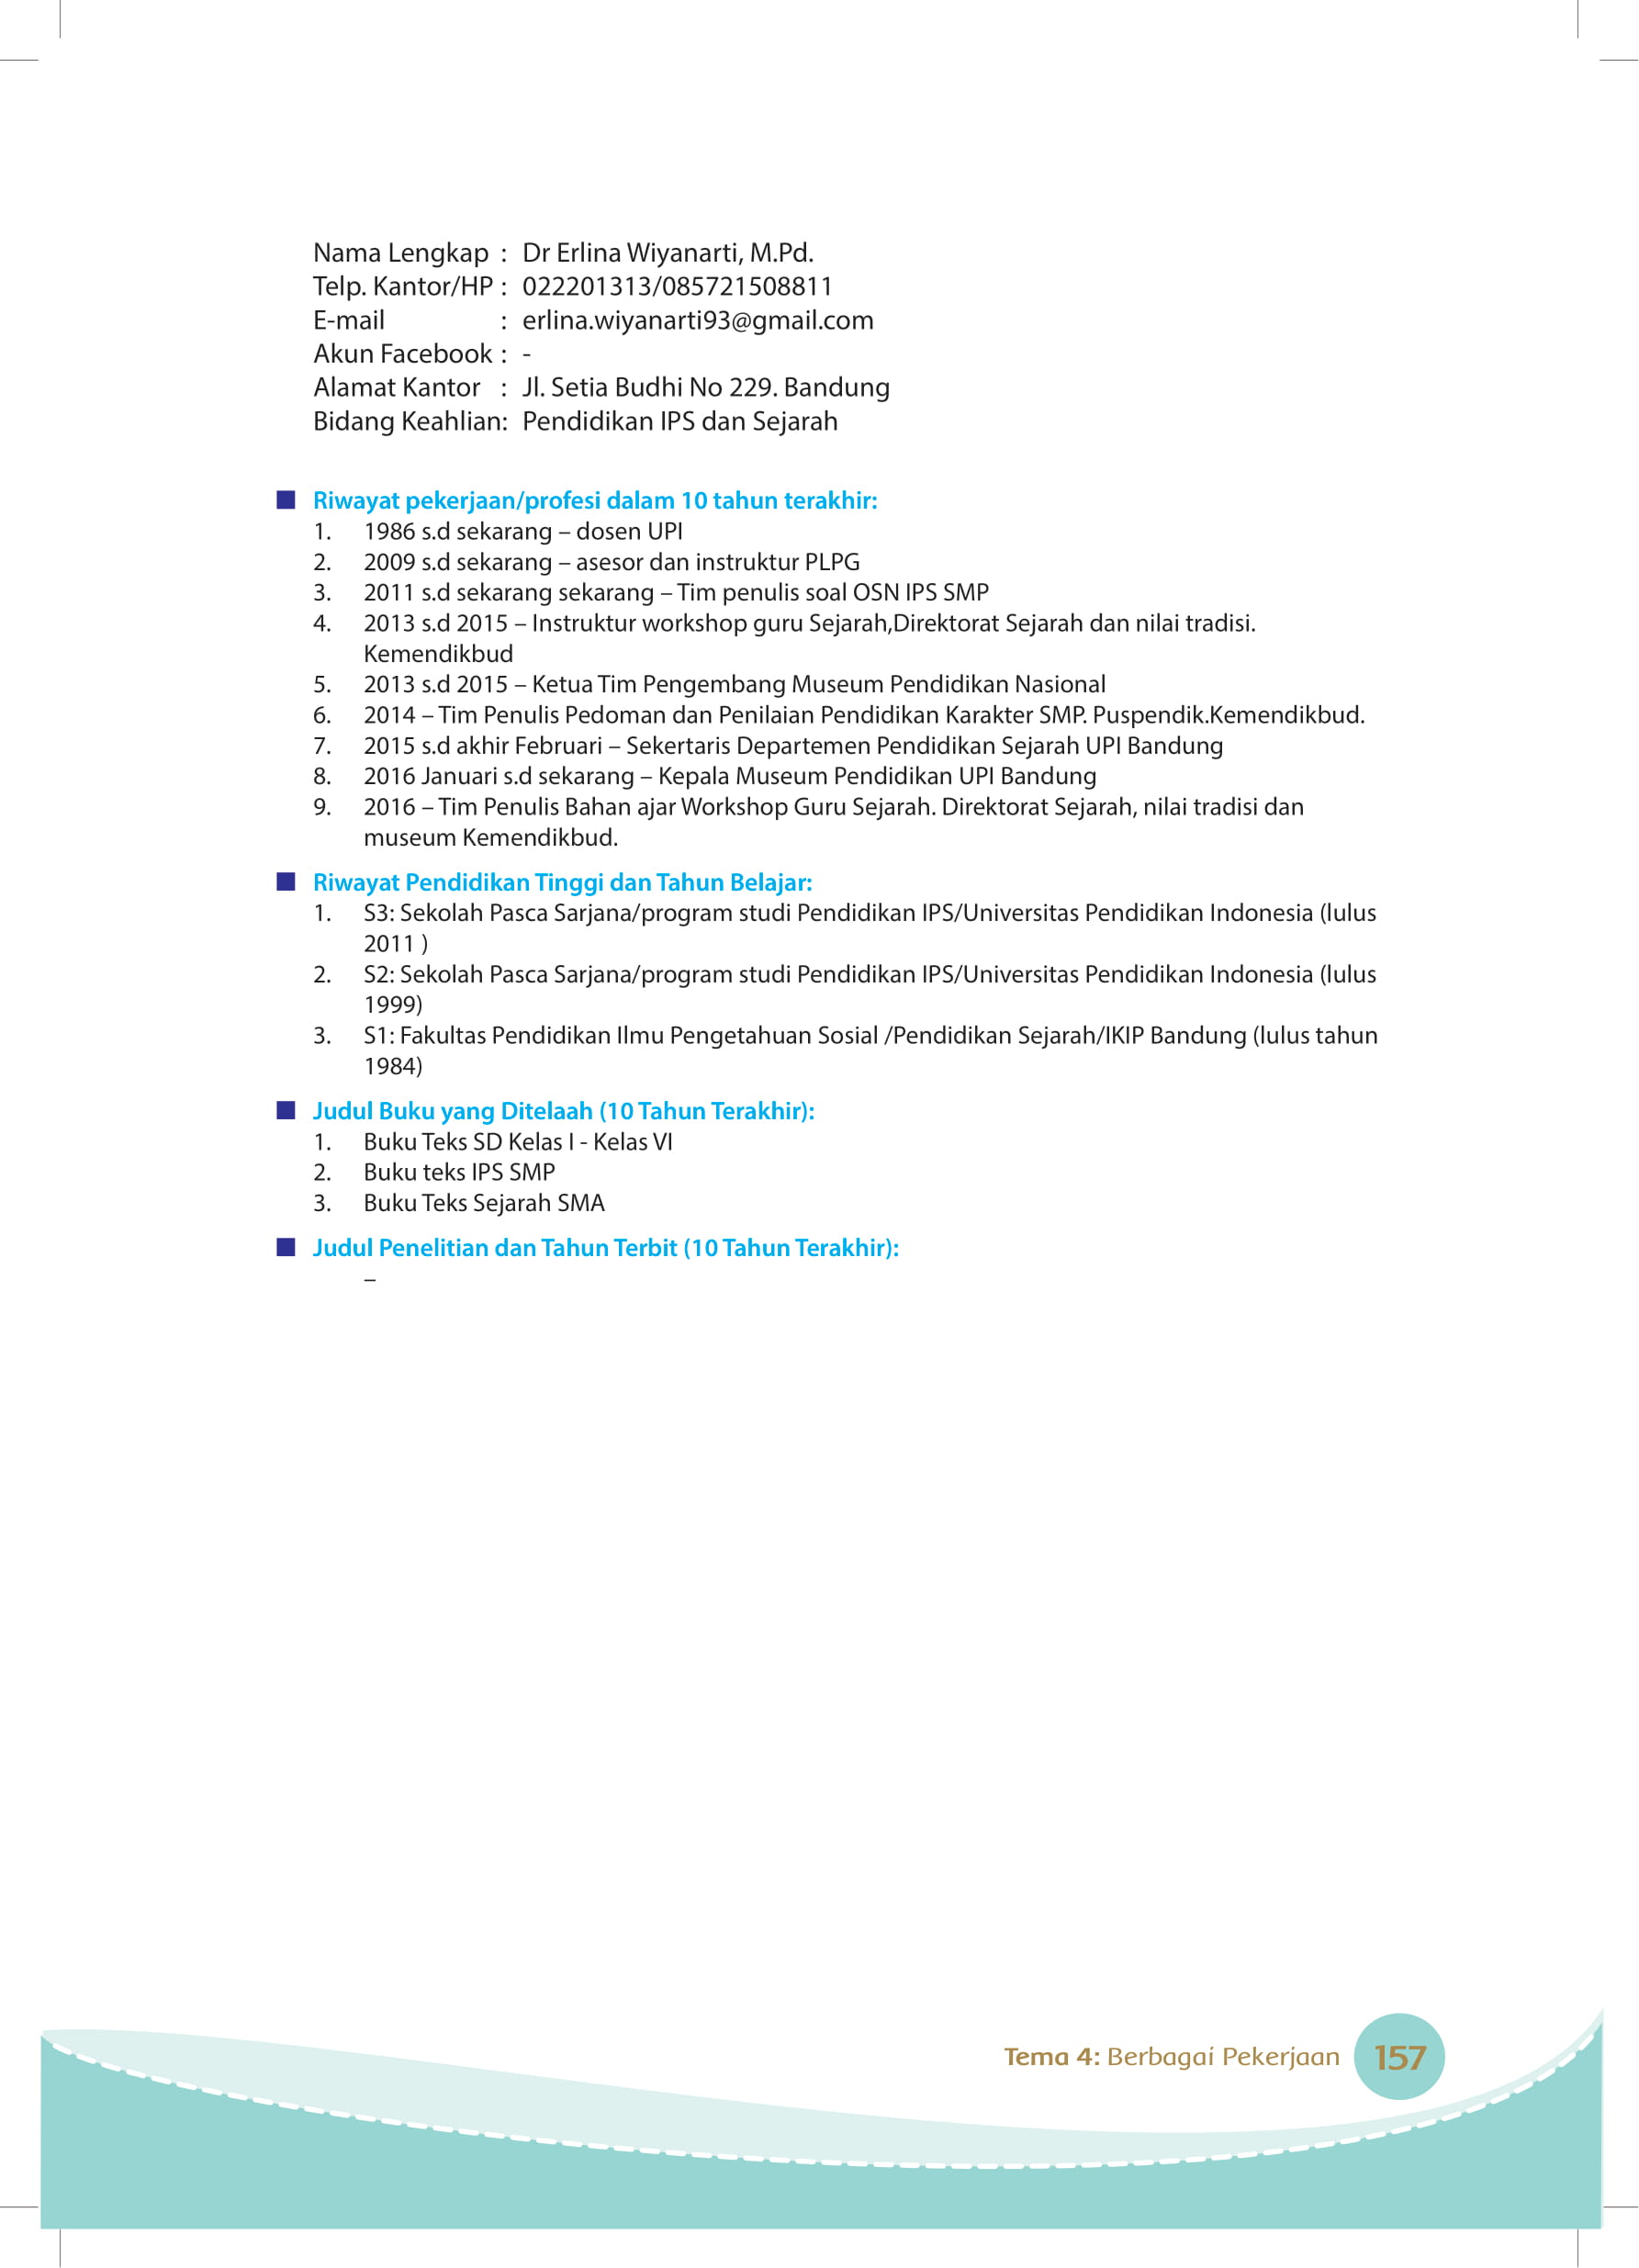 Nama Lengkap : Dr Erlina Wiyanarti, M.Pd.
Telp. Kantor/HP : 022201313/085721508811
E-mail : erlina.wiyanarti93@gmail.com
Akun Facebook : -
Alamat Kantor : Jl. Setia Budhi No 229. Bandung
Bidang Keahlian: Pendidikan IPS dan Sejarah
■ Riwayat pekerjaan/profesi dalam 10 tahun terakhir:
1. 1986 s.d sekarang – dosen UPI
2. 2009 s.d sekarang – asesor dan instruktur PLPG
3. 2011 s.d sekarang sekarang – Tim penulis soal OSN IPS SMP
4. 2013 s.d 2015 – Instruktur workshop guru Sejarah,Direktorat Sejarah dan nilai tradisi.
Kemendikbud
5. 2013 s.d 2015 – Ketua Tim Pengembang Museum Pendidikan Nasional
6. 2014 – Tim Penulis Pedoman dan Penilaian Pendidikan Karakter SMP. Puspendik.Kemendikbud.
7. 2015 s.d akhir Februari – Sekertaris Departemen Pendidikan Sejarah UPI Bandung
8. 2016 Januari s.d sekarang – Kepala Museum Pendidikan UPI Bandung
9. 2016 – Tim Penulis Bahan ajar Workshop Guru Sejarah. Direktorat Sejarah, nilai tradisi dan
museum Kemendikbud.
■ Riwayat Pendidikan Tinggi dan Tahun Belajar:
1. S3: Sekolah Pasca Sarjana/program studi Pendidikan IPS/Universitas Pendidikan Indonesia (lulus
2011 )
2. S2: Sekolah Pasca Sarjana/program studi Pendidikan IPS/Universitas Pendidikan Indonesia (lulus
1999)
3. S1: Fakultas Pendidikan Ilmu Pengetahuan Sosial /Pendidikan Sejarah/IKIP Bandung (lulus tahun
1984)
■ Judul Buku yang Ditelaah (10 Tahun Terakhir):
1. Buku Teks SD Kelas I - Kelas VI
2. Buku teks IPS SMP
3. Buku Teks Sejarah SMA
■ Judul Penelitian dan Tahun Terbit (10 Tahun Terakhir):
–
Tema 4: Berbagai Pekerjaan 157